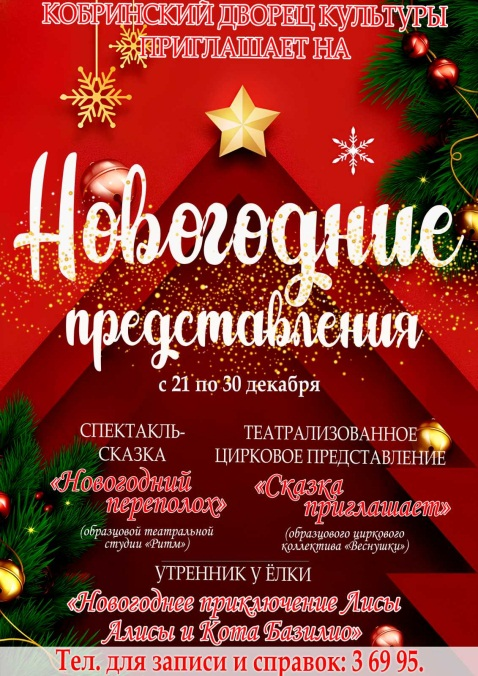 КОБРИНСКИЙ ДВОРЕЦ КУЛЬТУРЫ
ПРИГЛАШАЕТ НА
Новогодние
представления
с 21 по 30 декабря
СПЕКТАКЛЬ-
СКАЗКА
«Новогодний
переполох»
(образцовой театральной
студии «Ритм»)
ТЕАТРАЛИЗОВАННОЕ
ЦИРКОВОЕ ПРЕДСТАВЛЕНИЕ
«Сказка
приглашает»
(образцового циркового
коллектива «Веснушки»)
УТРЕННИК У ЁЛКИ
«Новогоднее приключение Лисы
Алисы и Кота Базилио»
Тел. для записи и справок: 3 69 95.